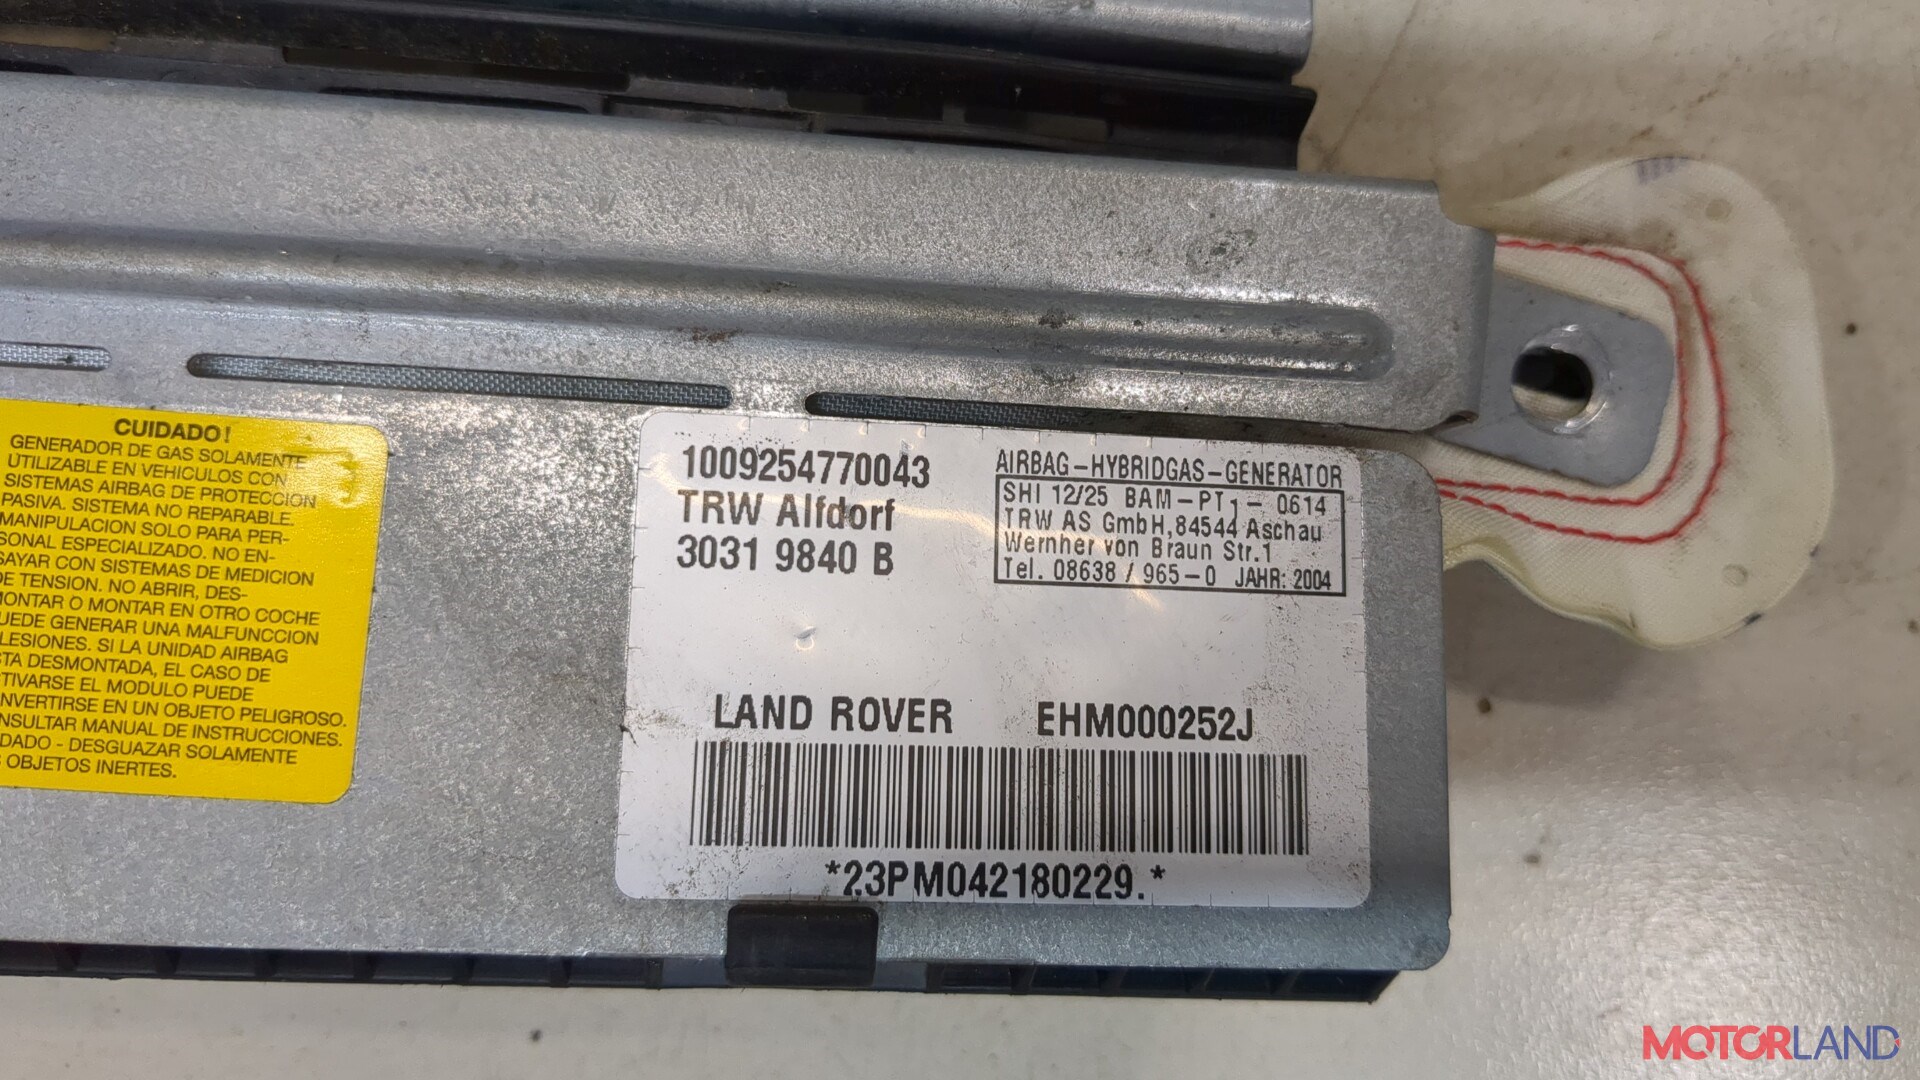 CUIDADO!
GENERADOR DE GAS SOLAMENTE
UTILIZABLE EN VEHICULOS CON
SISTEMAS AIRBAG DE PROTECCION
PASIVA. SISTEMA NO REPARABLE.
MANIPULACION SOLO PARA PER-
SONAL ESPECIALIZADO. NO EN-
SAYAR CON SISTEMAS DE MEDICION
DE TENSION. NO ABRIR, DES-
MONTAR O MONTAR EN OTRO COCHE
UEDE GENERAR UNA MALFUNCCION
LESIONES. SI LA UNIDAD AIRBAG
TA DESMONTADA, EL CASO DE
TIVARSE EL MODULO PUEDE
NVERTIRSE EN UN OBJETO PELIGROSO.
NSULTAR MANUAL DE INSTRUCCIONES.
DADO - DESGUAZAR SOLAMENTE
OBJETOS INERTES.
1009254770043
TRW Alfdorf
3031 9840 B
AIRBAG-HYBRIDGAS-GENERATOR
SHI 12/25 BAM-PT1- 0614
TRW AS GmbH,84544 Aschau
Wernher von Braun Str.1
Tel. 08638 / 965-0 JAHR: 2004
LAND ROVER EHM000252J
*23PM042180229.*
MOTORLAND